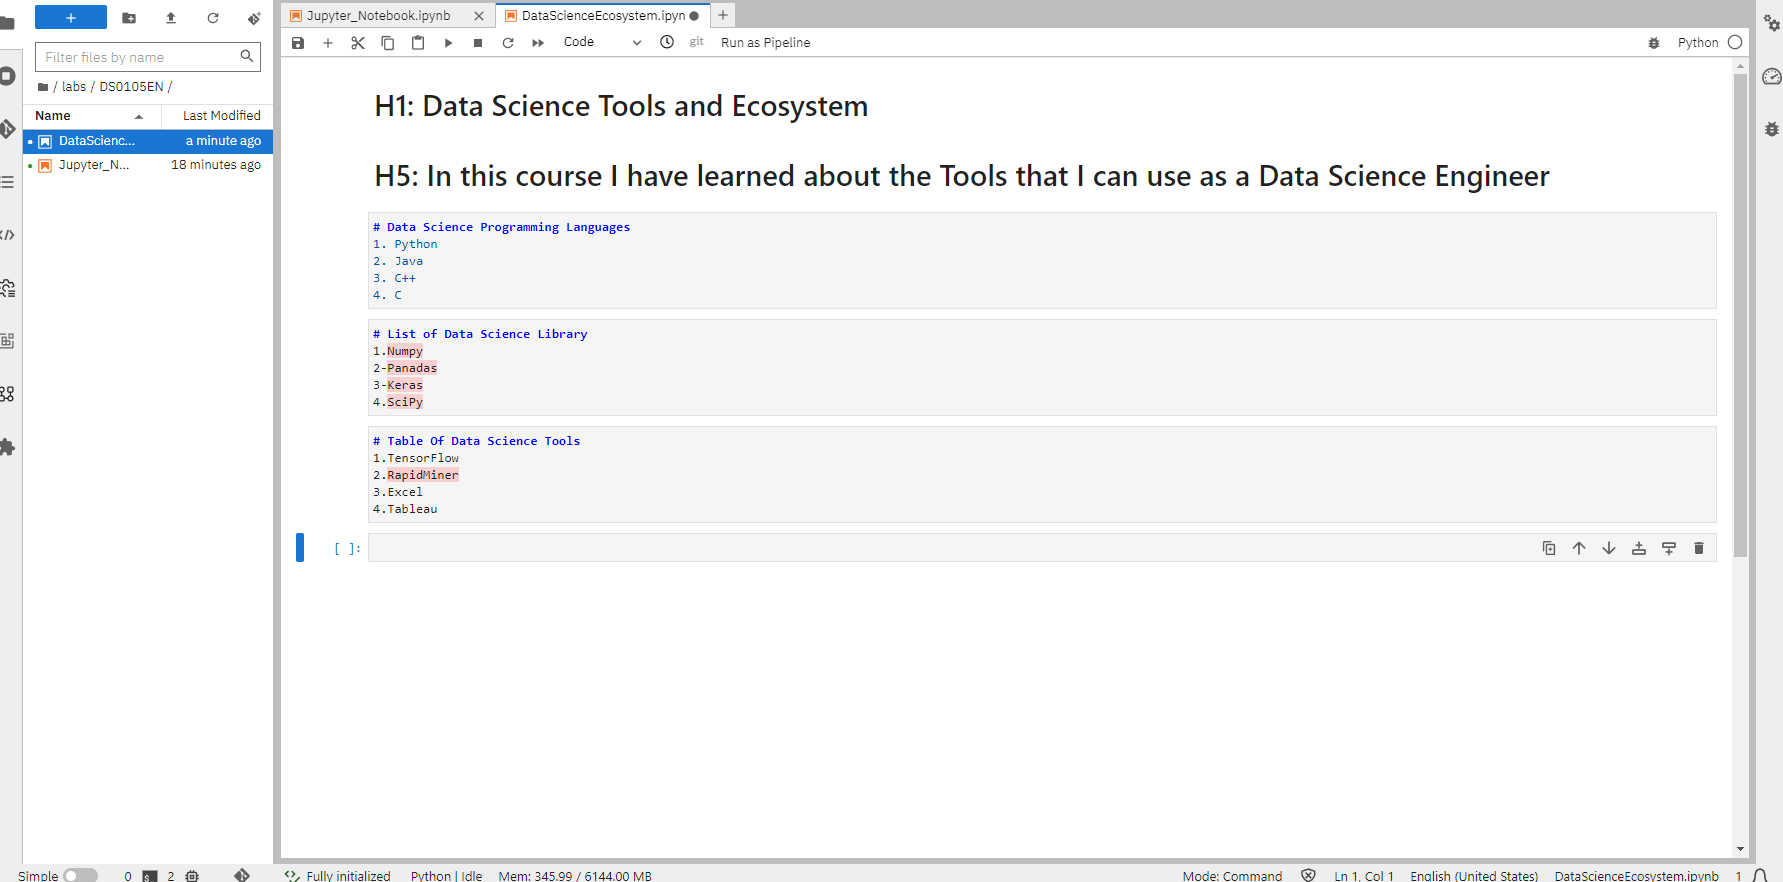 +
Filter files by name
/ labs / DS0105EN /
Name Last Modified
DataScienc... a minute ago
Jupyter_N... 18 minutes ago
Jupyter_Notebook.ipynb
DataScienceEcosystem.ipyn
Code
git
Run as Pipeline
Python
H1: Data Science Tools and Ecosystem
H5: In this course I have learned about the Tools that I can use as a Data Science Engineer
# Data Science Programming Languages
1. Python
2. Java
3. C++
4. C
# List of Data Science Library
1.Numpy
2-Panadas
3-Keras
4.SciPy
# Table Of Data Science Tools
1.TensorFlow
2.RapidMiner
3.Excel
4.Tableau
[ ]:
Simple 0 $_ 2 Fully initialized Python | Idle Mem: 345.99 / 6144.00 MB Mode: Command Ln 1, Col 1 English (United States) DataScienceEcosystem.ipynb 1